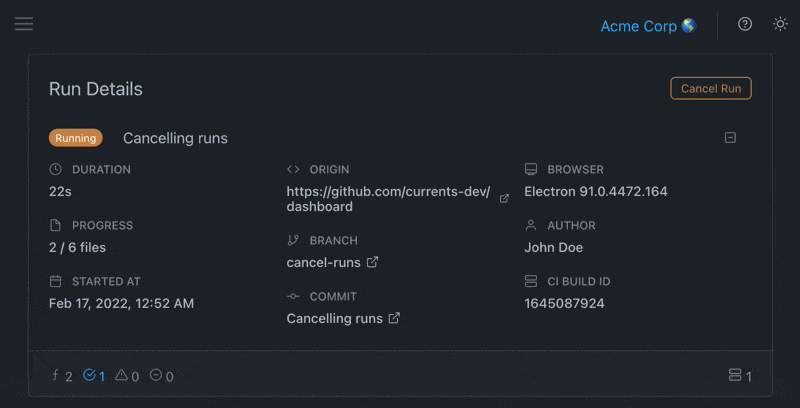 Acme Corp 🌎
Run Details
Cancel Run
Running
Cancelling runs
DURATION
22s
PROGRESS
2 / 6 files
STARTED AT
Feb 17, 2022, 12:52 AM
ORIGIN
https://github.com/currents-dev/
dashboard
BRANCH
cancel-runs
COMMIT
Cancelling runs
BROWSER
Electron 91.0.4472.164
AUTHOR
John Doe
CI BUILD ID
1645087924
2 1 0 0
1